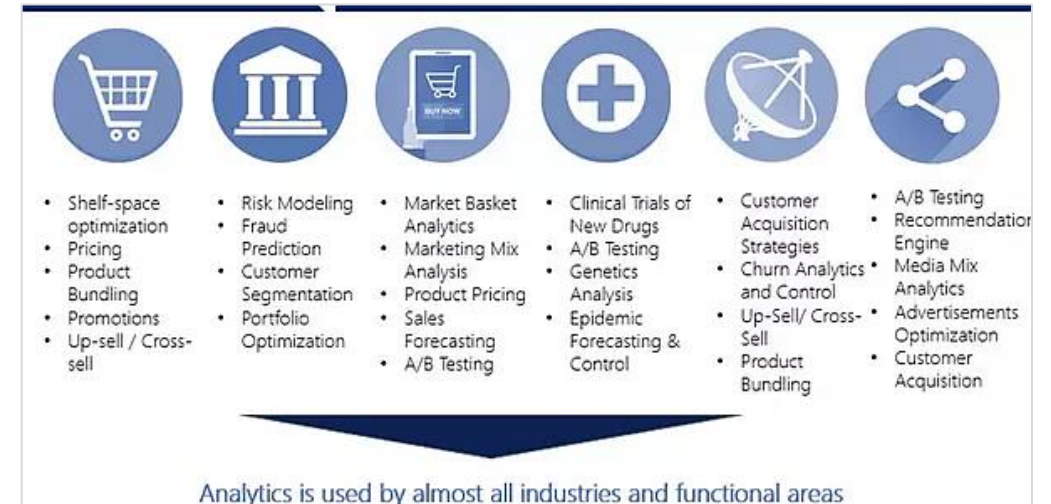 BUY NOW
• Shelf-space
optimization
• Pricing
• Product
Bundling
• Promotions
• Up-sell / Cross-
sell
• Risk Modeling
• Fraud
Prediction
• Customer
Segmentation
• Portfolio
Optimization
• Market Basket
Analytics
• Marketing Mix
Analysis
• Product Pricing
• Sales
Forecasting
• A/B Testing
• Clinical Trials of
New Drugs
• A/B Testing
• Genetics
Analysis
• Epidemic
Forecasting &
Control
• Customer
Acquisition
Strategies
• Churn Analytics
and Control
• Up-Sell/ Cross-
Sell
• Product
Bundling
• A/B Testing
• Recommendation
Engine
• Media Mix
Analytics
• Advertisements
Optimization
• Customer
Acquisition
Analytics is used by almost all industries and functional areas